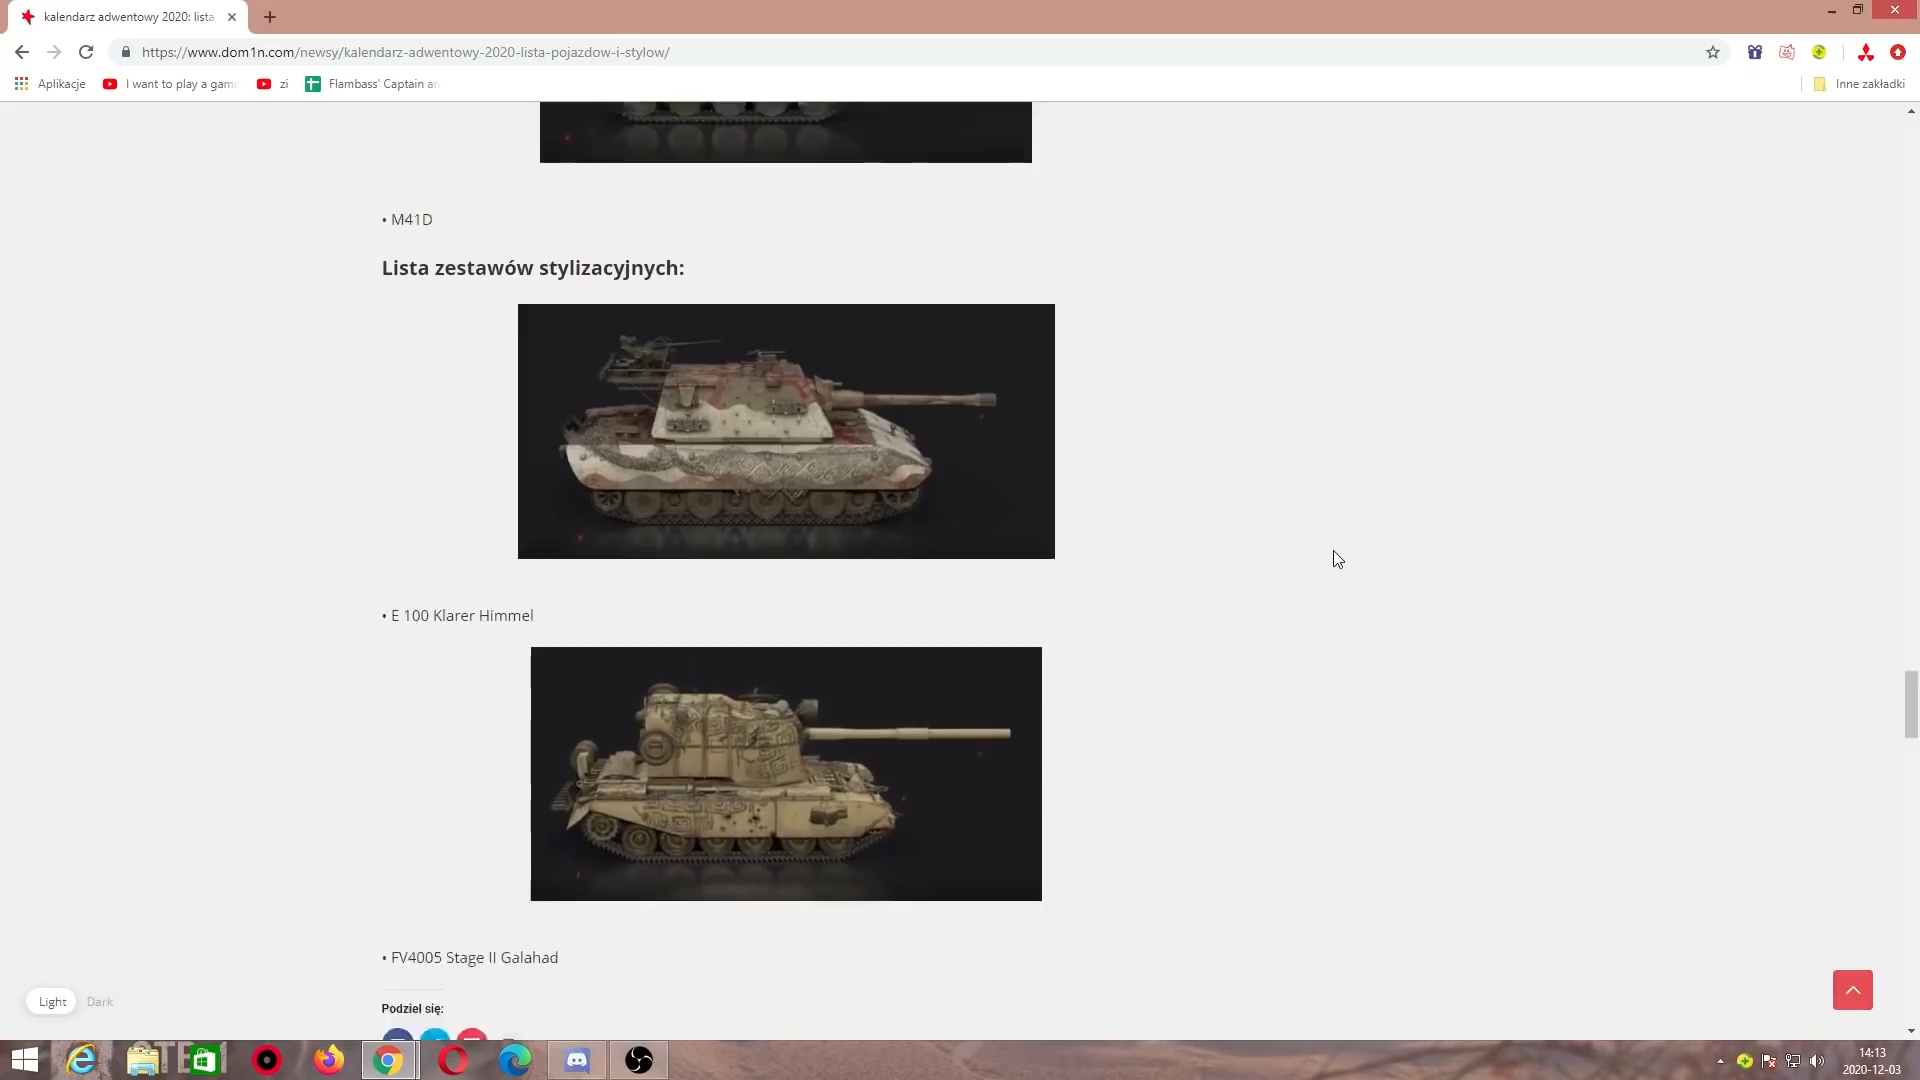 kalendarz adwentowy 2020: lista
https://www.dom1n.com/newsy/kalendarz-adwentowy-2020-lista-pojazdow-i-stylow/
Aplikacje
I want to play a game
zi
Flambass' Captain an
Inne zakładki
• M41D
Lista zestawów stylizacyjnych:
• E 100 Klarer Himmel
• FV4005 Stage II Galahad
Podziel się:
Light Dark
14:13
2020-12-03